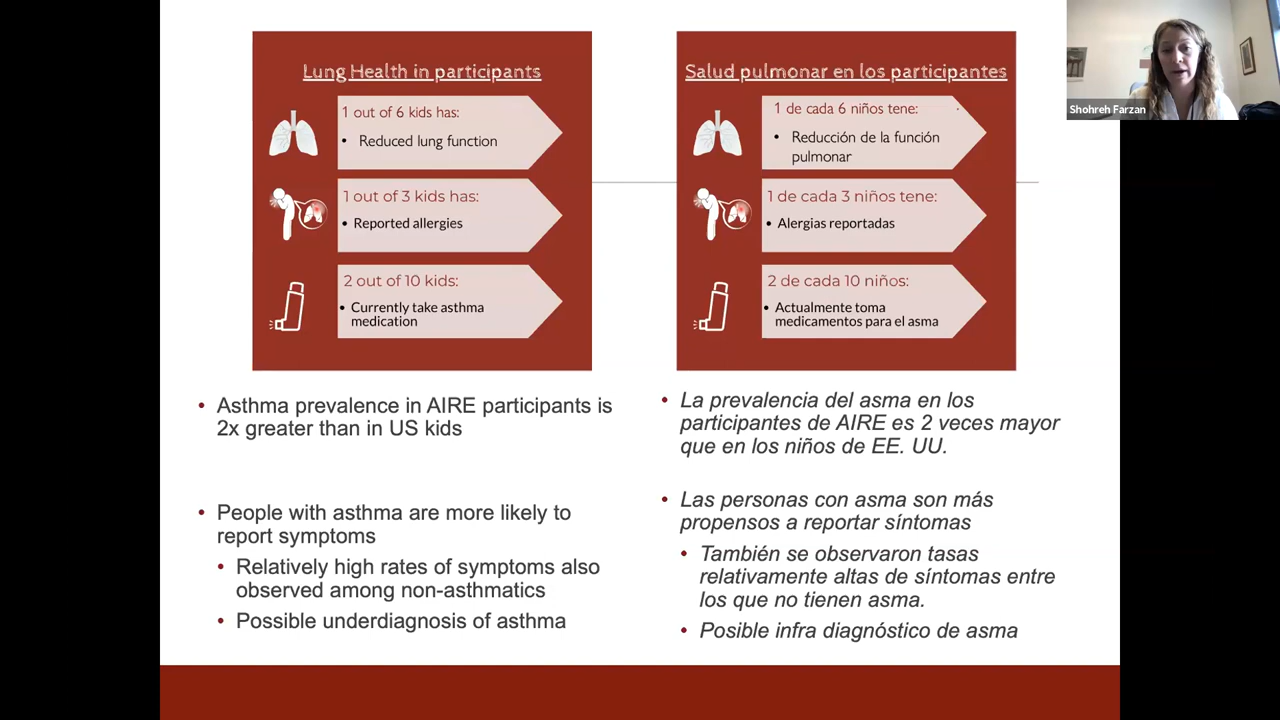 Lung Health in participants
1 out of 6 kids has:
• Reduced lung function
1 out of 3 kids has:
• Reported allergies
2 out of 10 kids:
• Currently take asthma
medication
Salud pulmonar en los participantes
1 de cada 6 niños tene:
• Reducción de la función
pulmonar
1 de cada 3 niños tene:
• Alergias reportadas
2 de cada 10 niños:
• Actualmente toma
medicamentos para el asma
Shohreh Farzan
• Asthma prevalence in AIRE participants is
2x greater than in US kids
• People with asthma are more likely to
report symptoms
• Relatively high rates of symptoms also
observed among non-asthmatics
• Possible underdiagnosis of asthma
• La prevalencia del asma en los
participantes de AIRE es 2 veces mayor
que en los niños de EE. UU.
• Las personas con asma son más
propensos a reportar síntomas
• También se observaron tasas
relativamente altas de síntomas entre
los que no tienen asma.
• Posible infra diagnóstico de asma